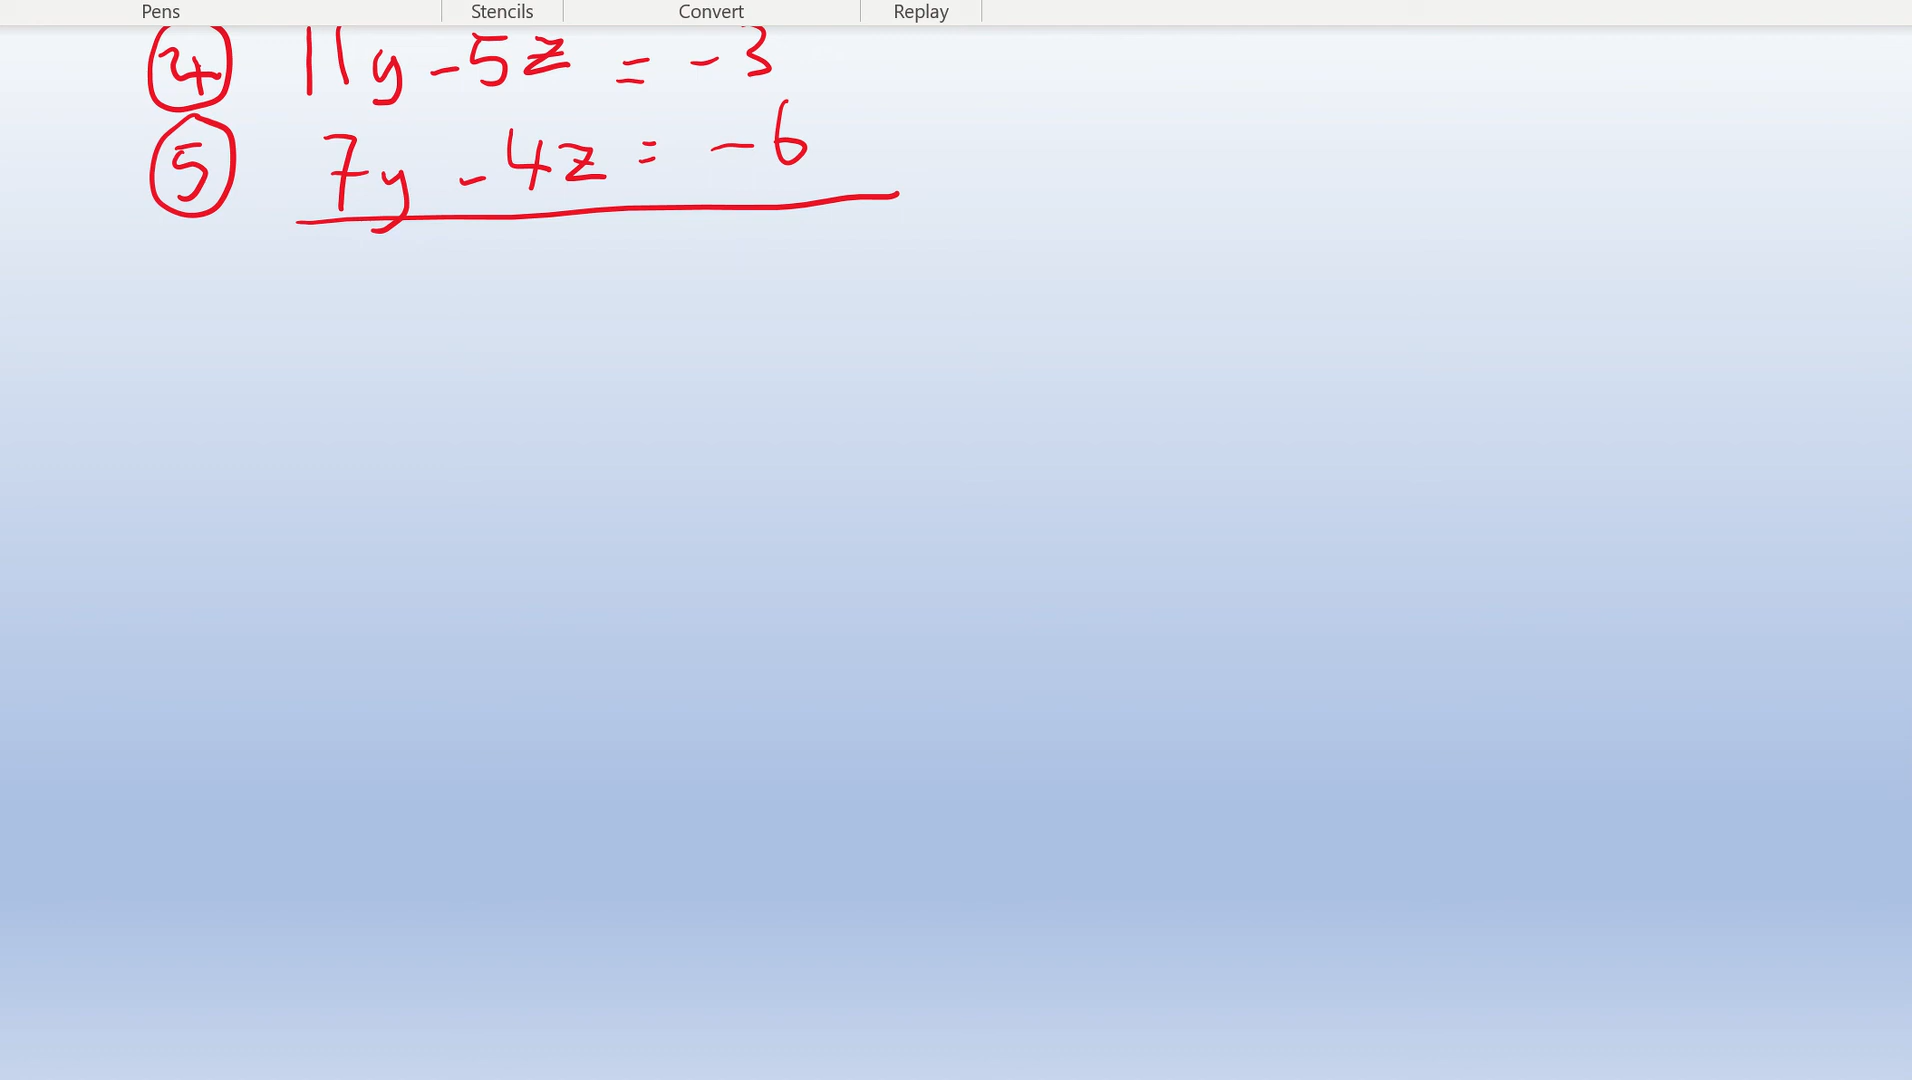 Pens Stencils Convert Replay
④ 11y - 5z = -3
⑤ 7y - 4z = -6